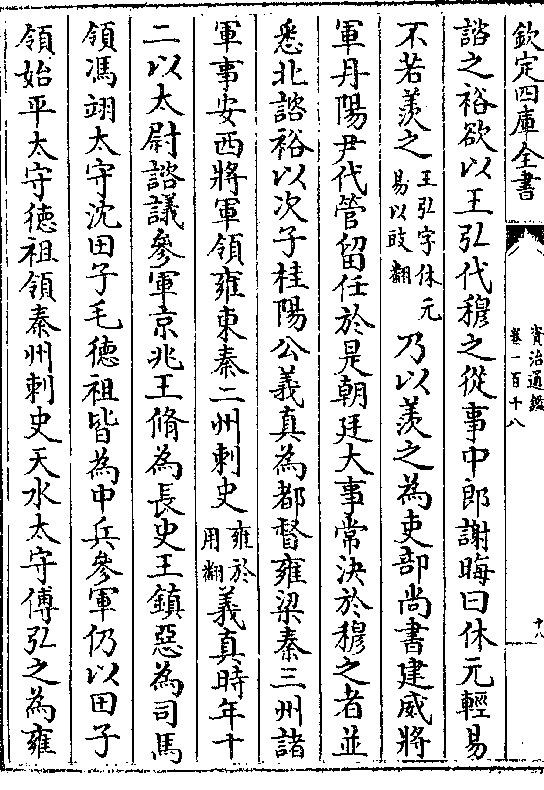 欽定四庫全書
資治通鑑
卷一百十八
十八
諮之裕欲以王弘代穆之從事中郎謝晦曰休元輕易
不若羨之王弘字休元
易以豉翻
乃以羨之為吏部尚書建威將
軍丹陽尹代管留任於是朝廷大事常決於穆之者並
悉北諮裕以次子桂陽公義真為都督雍梁秦三州諸
軍事安西將軍領雍東秦二州刺史雍於
用翻
義真時年十
二以太尉諮議參軍京兆王脩為長史王鎮惡為司馬
領馮翊太守沈田子毛徳祖皆為中兵參軍仍以田子
領始平太守徳祖領秦州刺史天水太守傅弘之為雍